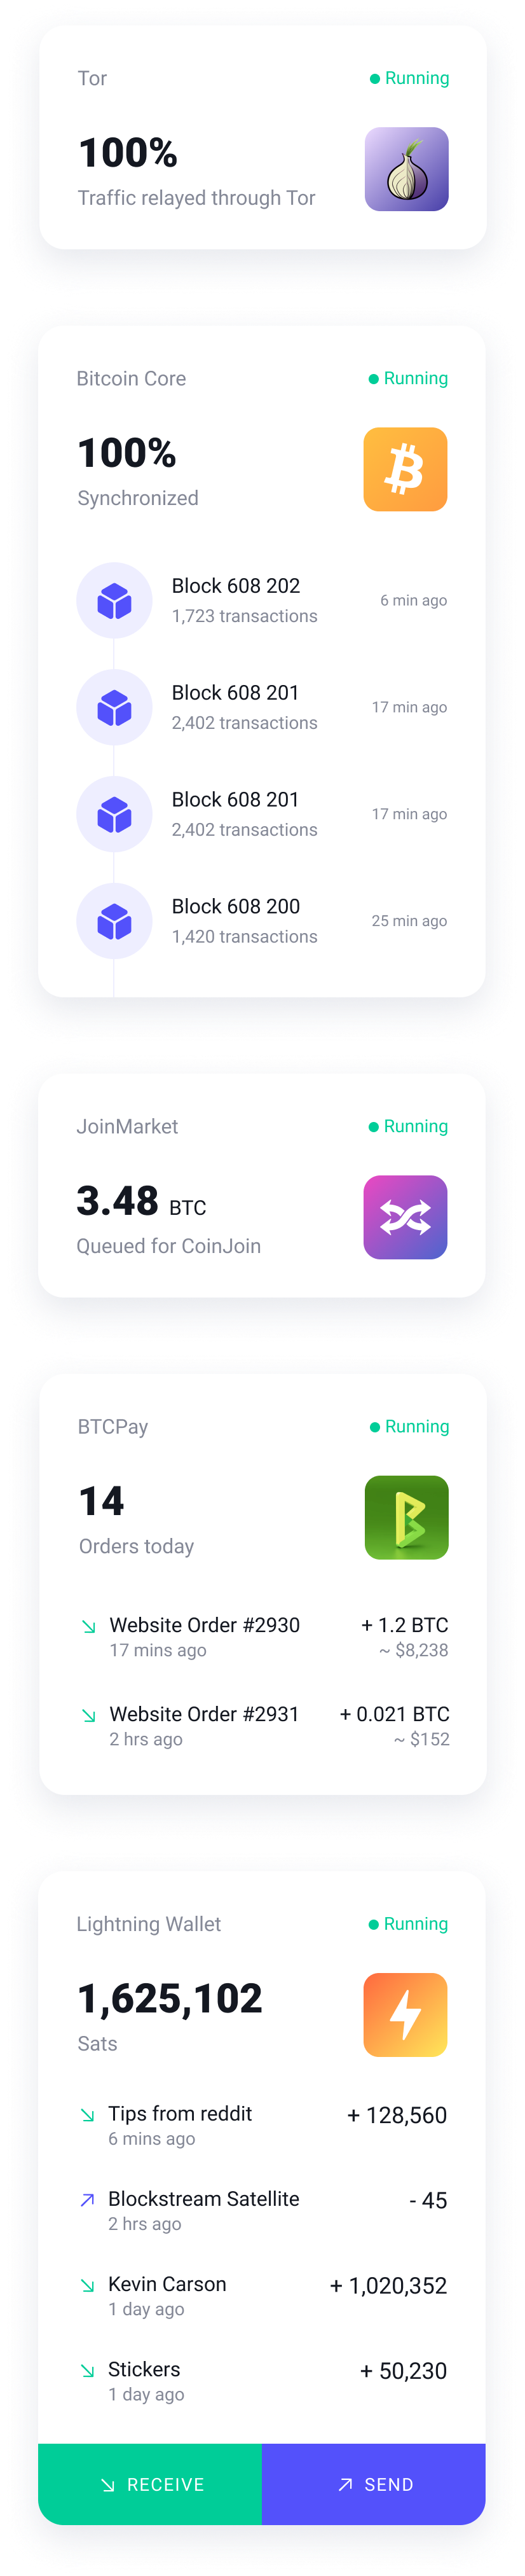 Tor
Running
100%
Traffic relayed through Tor
Bitcoin Core
Running
100%
Synchronized
Block 608 202
1,723 transactions
6 min ago
Block 608 201
2,402 transactions
17 min ago
Block 608 201
2,402 transactions
17 min ago
Block 608 200
1,420 transactions
25 min ago
JoinMarket
Running
3.48 BTC
Queued for CoinJoin
BTCPay
Running
14
Orders today
Website Order #2930
+ 1.2 BTC
17 mins ago
~ $8,238
Website Order #2931
+ 0.021 BTC
2 hrs ago
~ $152
Lightning Wallet
Running
1,625,102
Sats
Tips from reddit
+ 128,560
6 mins ago
Blockstream Satellite
- 45
2 hrs ago
Kevin Carson
+ 1,020,352
1 day ago
Stickers
+ 50,230
1 day ago
RECEIVE
SEND